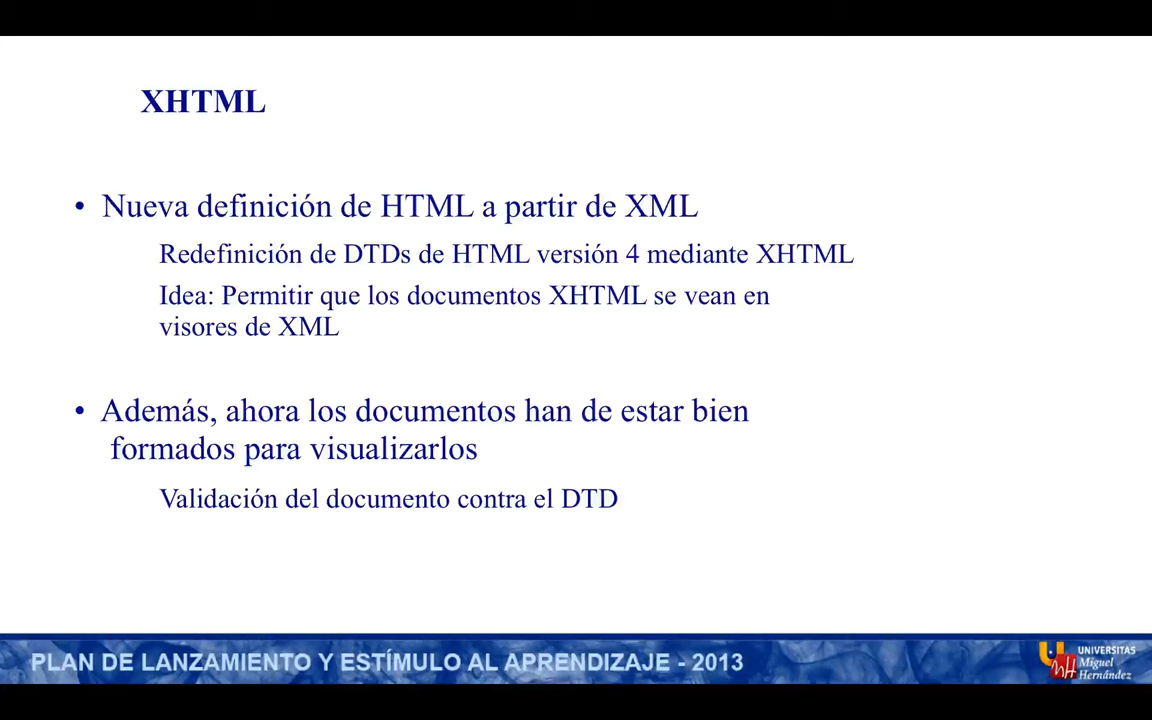 XHTML
• Nueva definición de HTML a partir de XML
Redefinición de DTDs de HTML versión 4 mediante XHTML
Idea: Permitir que los documentos XHTML se vean en
visores de XML
• Además, ahora los documentos han de estar bien
formados para visualizarlos
Validación del documento contra el DTD
PLAN DE LANZAMIENTO Y ESTÍMULO AL APRENDIZAJE - 2013
UNIVERSITAS
Miguel
Hernández